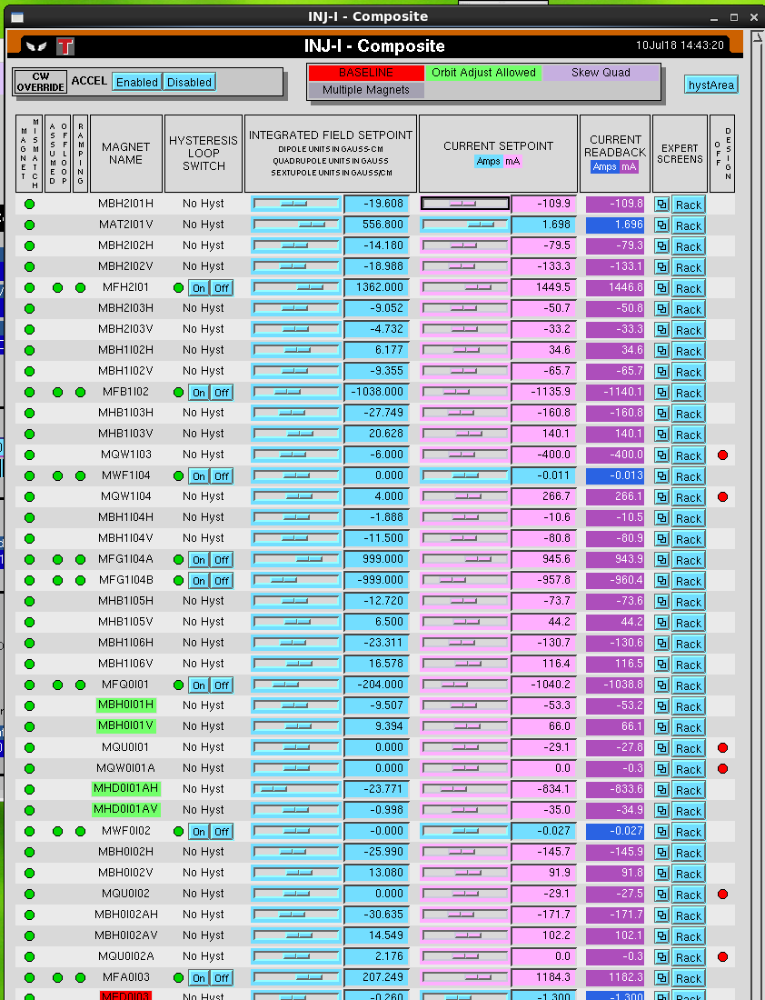 INJ-I - Composite
T INJ-I - Composite 10Jul18 14:43:20
CW OVERRIDE ACCEL Enabled Disabled
BASELINE Orbit Adjust Allowed Skew Quad
Multiple Magnets
hystArea
MAGNET MISMATCH ASSUMED OFFLOOP RAMPING MAGNET NAME HYSTERESIS LOOP SWITCH INTEGRATED FIELD SETPOINT DIPOLE UNITS IN GAUSS-CM QUADRUPOLE UNITS IN GAUSS SEXTUPOLE UNITS IN GAUSS/CM CURRENT SETPOINT Amps mA CURRENT READBACK Amps mA EXPERT SCREENS OFF DESIGN
MBH2I01H No Hyst -19.608 -109.9 -109.8 Rack
MAT2I01V No Hyst 556.800 1.698 1.696 Rack
MBH2I02H No Hyst -14.180 -79.5 -79.3 Rack
MBH2I02V No Hyst -18.988 -133.3 -133.1 Rack
MFH2I01 On Off 1362.000 1449.5 1446.8 Rack
MBH2I03H No Hyst -9.052 -50.7 -50.8 Rack
MBH2I03V No Hyst -4.732 -33.2 -33.3 Rack
MBH1I02H No Hyst 6.177 34.6 34.6 Rack
MBH1I02V No Hyst -9.355 -65.7 -65.7 Rack
MFB1I02 On Off -1038.000 -1135.9 -1140.1 Rack
MHB1I03H No Hyst -27.749 -160.8 -160.8 Rack
MHB1I03V No Hyst 20.628 140.1 140.1 Rack
MQW1I03 No Hyst -6.000 -400.0 -400.0 Rack
MWF1I04 On Off 0.000 -0.011 -0.013 Rack
MQW1I04 No Hyst 4.000 266.7 266.1 Rack
MBH1I04H No Hyst -1.888 -10.6 -10.5 Rack
MBH1I04V No Hyst -11.500 -80.8 -80.9 Rack
MFG1I04A On Off 999.000 945.6 943.9 Rack
MFG1I04B On Off -999.000 -957.8 -960.4 Rack
MHB1I05H No Hyst -12.720 -73.7 -73.6 Rack
MHB1I05V No Hyst 6.500 44.2 44.2 Rack
MBH1I06H No Hyst -23.311 -130.7 -130.6 Rack
MBH1I06V No Hyst 16.578 116.4 116.5 Rack
MFQ0I01 On Off -204.000 -1040.2 -1038.8 Rack
MBH0I01H No Hyst -9.507 -53.3 -53.2 Rack
MBH0I01V No Hyst 9.394 66.0 66.1 Rack
MQU0I01 No Hyst 0.000 -29.1 -27.8 Rack
MQW0I01A No Hyst 0.000 0.0 -0.3 Rack
MHD0I01AH No Hyst -23.771 -834.1 -833.6 Rack
MHD0I01AV No Hyst -0.998 -35.0 -34.9 Rack
MWF0I02 On Off -0.000 -0.027 -0.027 Rack
MBH0I02H No Hyst -25.990 -145.7 -145.9 Rack
MBH0I02V No Hyst 13.080 91.9 91.8 Rack
MQU0I02 No Hyst 0.000 -29.1 -27.5 Rack
MBH0I02AH No Hyst -30.635 -171.7 -171.7 Rack
MBH0I02AV No Hyst 14.549 102.2 102.1 Rack
MQU0I02A No Hyst 2.176 0.0 -0.3 Rack
MFA0I03 On Off 207.249 1184.3 1182.3 Rack
-0.260 -1.300 -1.300 Rack